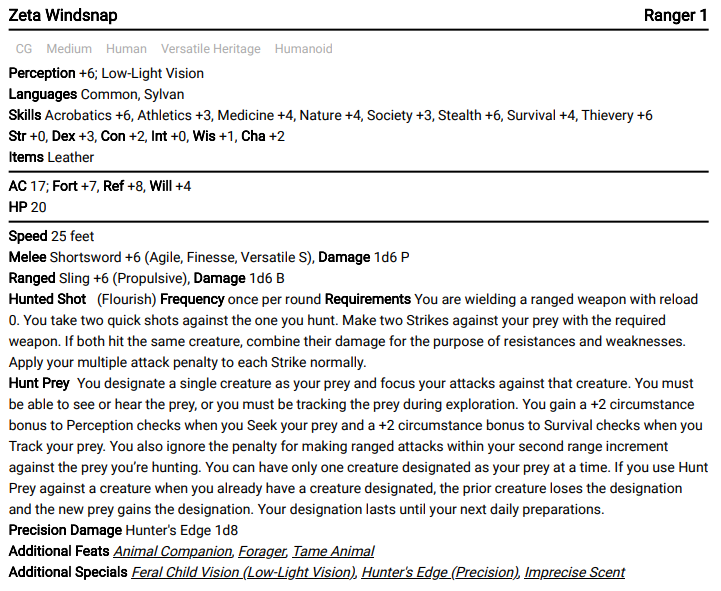 Zeta Windsnap Ranger 1
CG Medium Human Versatile Heritage Humanoid
Perception +6; Low-Light Vision
Languages Common, Sylvan
Skills Acrobatics +6, Athletics +3, Medicine +4, Nature +4, Society +3, Stealth +6, Survival +4, Thievery +6
Str +0, Dex +3, Con +2, Int +0, Wis +1, Cha +2
Items Leather
AC 17; Fort +7, Ref +8, Will +4
HP 20
Speed 25 feet
Melee Shortsword +6 (Agile, Finesse, Versatile S), Damage 1d6 P
Ranged Sling +6 (Propulsive), Damage 1d6 B
Hunted Shot (Flourish) Frequency once per round Requirements You are wielding a ranged weapon with reload
0. You take two quick shots against the one you hunt. Make two Strikes against your prey with the required
weapon. If both hit the same creature, combine their damage for the purpose of resistances and weaknesses.
Apply your multiple attack penalty to each Strike normally.
Hunt Prey You designate a single creature as your prey and focus your attacks against that creature. You must
be able to see or hear the prey, or you must be tracking the prey during exploration. You gain a +2 circumstance
bonus to Perception checks when you Seek your prey and a +2 circumstance bonus to Survival checks when you
Track your prey. You also ignore the penalty for making ranged attacks within your second range increment
against the prey you're hunting. You can have only one creature designated as your prey at a time. If you use Hunt
Prey against a creature when you already have a creature designated, the prior creature loses the designation
and the new prey gains the designation. Your designation lasts until your next daily preparations.
Precision Damage Hunter's Edge 1d8
Additional Feats Animal Companion, Forager, Tame Animal
Additional Specials Feral Child Vision (Low-Light Vision), Hunter's Edge (Precision), Imprecise Scent